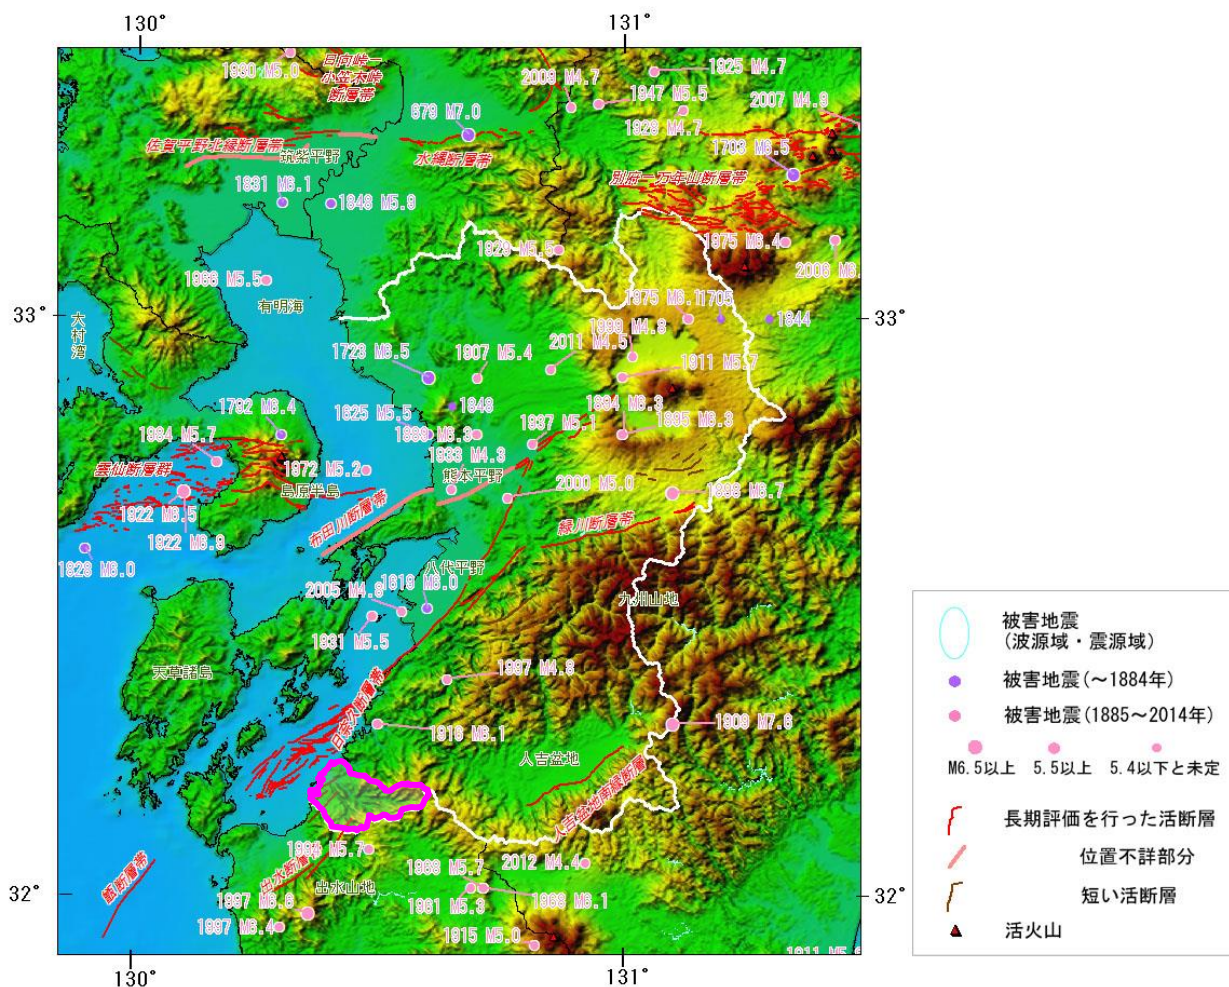 130°
131°
1930 M5.0
日向峠ー
小笠木峠
断層帯
1925 M4.7
2009 M4.7
1947 M5.5
2007 M4.9
679 M7.0
1928 M4.7
佐賀平野北縁断層帯
筑紫平野
水縄断層帯
1703 M6.5
別府ー万年山断層帯
1831 M6.1
1848 M5.9
1929 M5.5
1975 M6.4
1966 M5.5
有明海
1975 M6.1
1705
1844
33°
33°
大村湾
2011 M4.5
1723 M6.5
1907 M5.4
1911 M5.7
1848
1894 M6.3
1895 M6.3
1792 M6.4
1625 M5.5
1937 M5.1
1984 M5.7
1889 M6.3
1933 M4.3
雲仙断層群
1972 M5.2
熊本平野
島原半島
2000 M5.0
1898 M6.7
1922 M6.5
布田川断層帯
緑川断層帯
1922 M6.9
1828 M6.0
八代平野
2005 M4.8
1619 M6.0
九州山地
1931 M5.5
天草諸島
1997 M4.8
日奈久断層帯
1916 M6.1
1909 M7.6
人吉盆地
人吉盆地南縁断層
1994 M5.7
甑断層帯
出水断層帯
2012 M4.4
32°
32°
出水山地
1997 M6.6
1961 M5.3
1968 M6.1
1997 M6.4
1915 M5.0
130°
131°
被害地震
(波源域・震源域)
被害地震(～1884年)
被害地震(1885～2014年)
M6.5以上 5.5以上 5.4以下と未定
長期評価を行った活断層
位置不詳部分
短い活断層
活火山